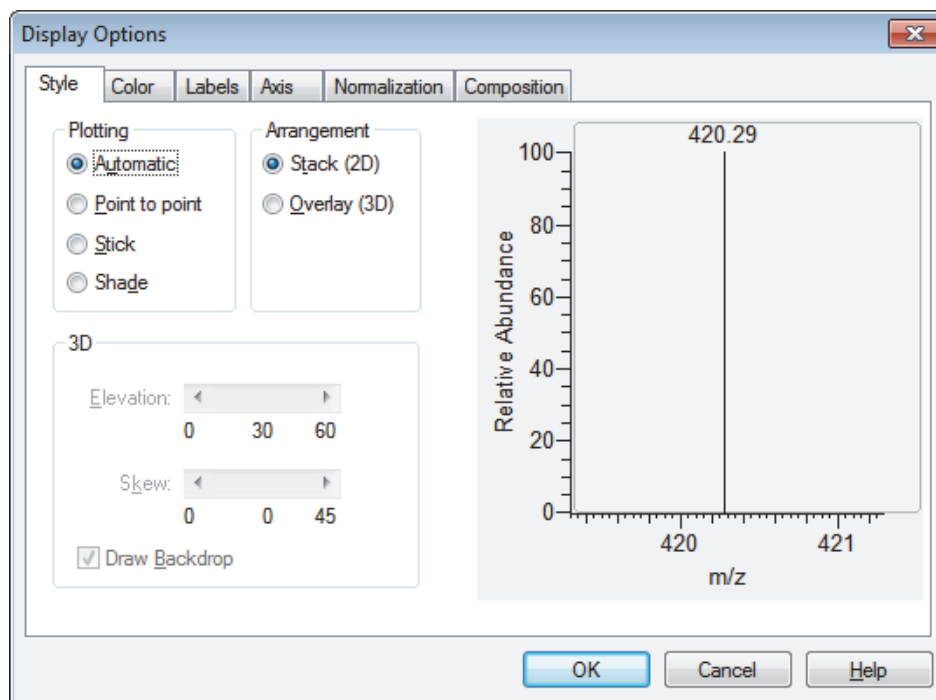 Display Options
Style Color Labels Axis Normalization Composition
Plotting
Automatic
Point to point
Stick
Shade
Arrangement
Stack (2D)
Overlay (3D)
3D
Elevation:
0 30 60
Skew:
0 0 45
Draw Backdrop
420.29
Relative Abundance
100
80
60
40
20
0
420 421
m/z
OK Cancel Help